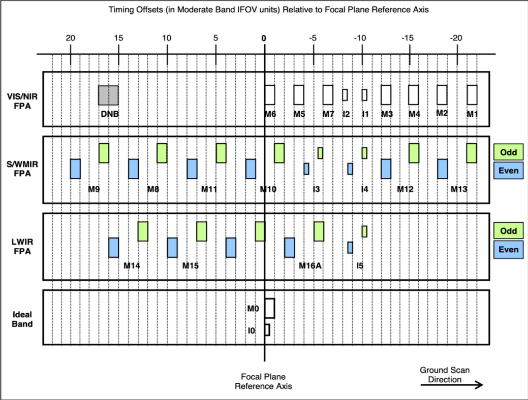 Timing Offsets (in Moderate Band IFOV units) Relative to Focal Plane Reference Axis
20 15 10 5 0 -5 -10 -15 -20
VIS/NIR
FPA
DNB M6 M5 M7 I2 I1 M3 M4 M2 M1
S/WMIR
FPA
M9 M8 M11 M10 I3 I4 M12 M13
Odd
Even
LWIR
FPA
M14 M15 M16A I5
Odd
Even
Ideal
Band
M0
I0
Focal Plane
Reference Axis
Ground Scan
Direction